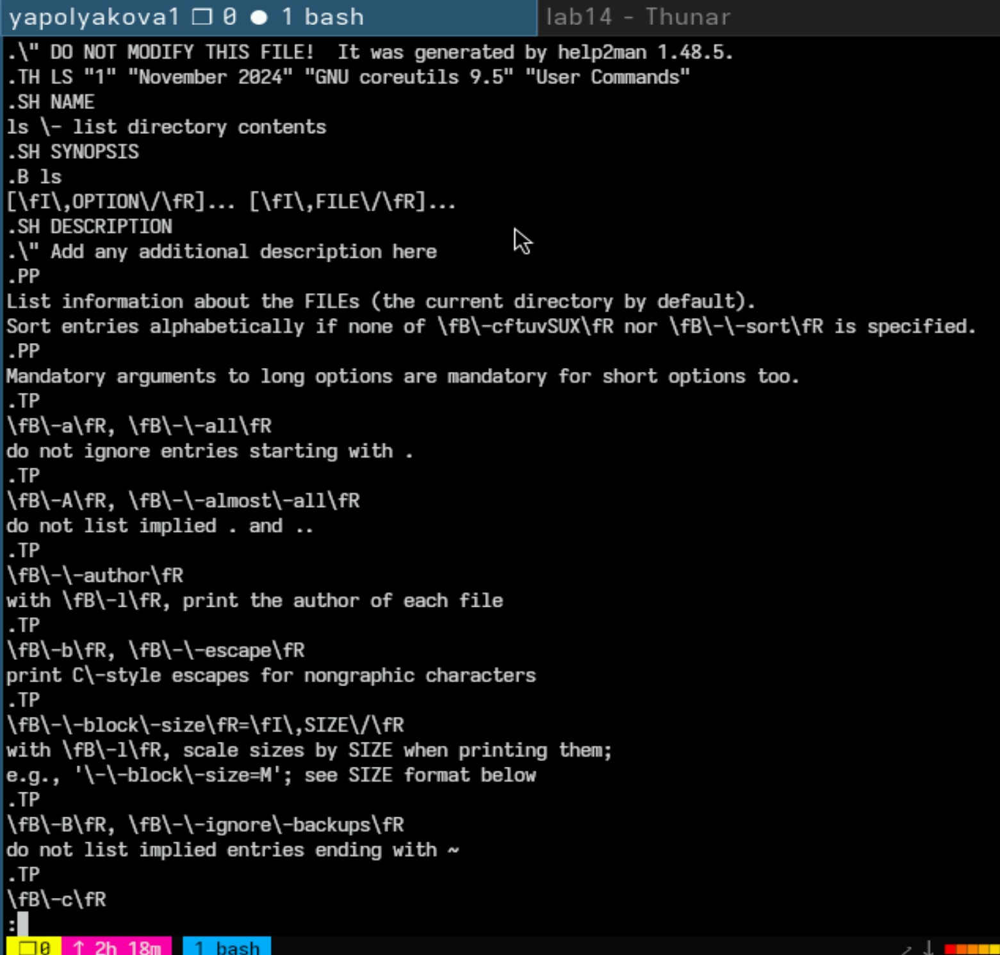 yapolyakova1 ❐ 0 ● 1 bash
lab14 - Thunar
.\" DO NOT MODIFY THIS FILE!  It was generated by help2man 1.48.5.
.TH LS "1" "November 2024" "GNU coreutils 9.5" "User Commands"
.SH NAME
ls \- list directory contents
.SH SYNOPSIS
.B ls
[\fI\,OPTION\/\fR]... [\fI\,FILE\/\fR]...
.SH DESCRIPTION
.\" Add any additional description here
.PP
List information about the FILEs (the current directory by default).
Sort entries alphabetically if none of \fB\-cftuvSUX\fR nor \fB\-\-sort\fR is specified.
.PP
Mandatory arguments to long options are mandatory for short options too.
.TP
\fB\-a\fR, \fB\-\-all\fR
do not ignore entries starting with .
.TP
\fB\-A\fR, \fB\-\-almost\-all\fR
do not list implied . and ..
.TP
\fB\-\-author\fR
with \fB\-l\fR, print the author of each file
.TP
\fB\-b\fR, \fB\-\-escape\fR
print C\-style escapes for nongraphic characters
.TP
\fB\-\-block\-size\fR=\fI\,SIZE\/\fR
with \fB\-l\fR, scale sizes by SIZE when printing them;
e.g., '\-\-block\-size=M'; see SIZE format below
.TP
\fB\-B\fR, \fB\-\-ignore\-backups\fR
do not list implied entries ending with ~
.TP
\fB\-c\fR
:
❐0 ↑ 2h 18m 1 bash